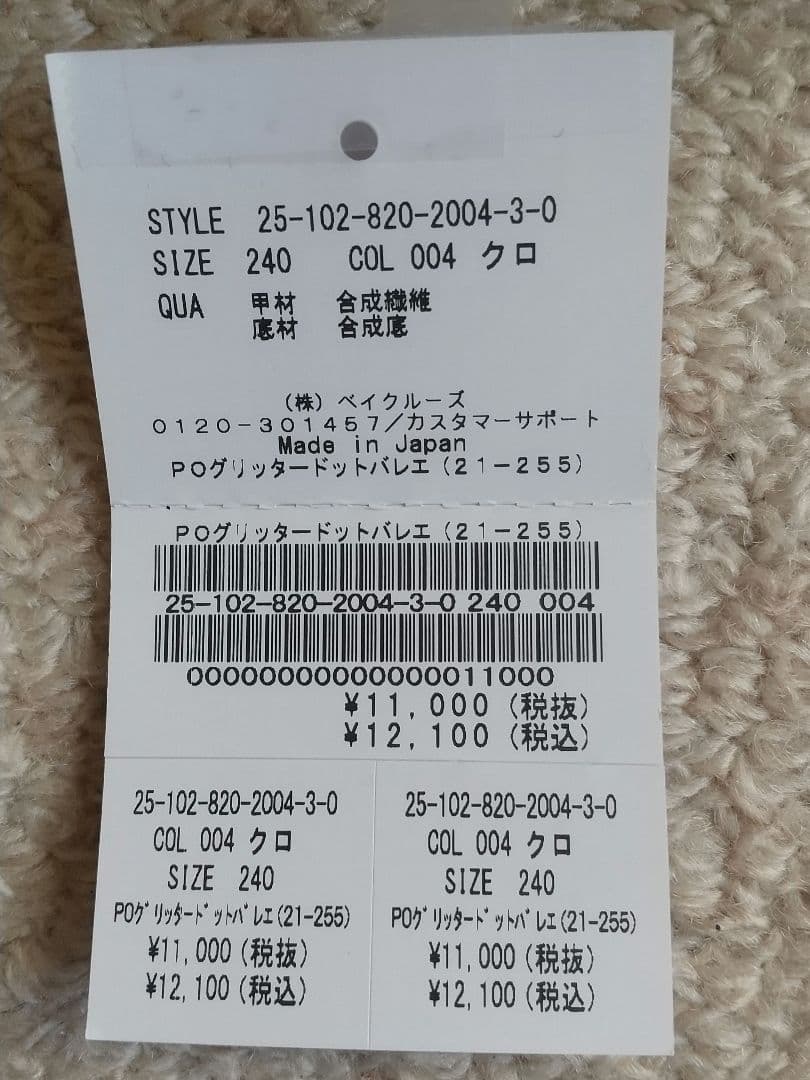 STYLE 25-102-820-2004-3-0
SIZE 240 COL 004 クロ
QUA 甲材 合成繊維
底材 合成底
（株）ベイクルーズ
０１２０－３０１４５７／カスタマーサポート
Made in Japan
ＰＯグリッタードットバレエ（２１－２５５）
ＰＯグリッタードットバレエ（２１－２５５）
25-102-820-2004-3-0 240 004
00000000000000000011000
¥11,000（税抜）
¥12,100（税込）
25-102-820-2004-3-0
COL 004 クロ
SIZE 240
POｸﾞﾘｯﾀｰﾄﾞｯﾄﾊﾞﾚｴ(21-255)
¥11,000(税抜)
¥12,100(税込)
25-102-820-2004-3-0
COL 004 クロ
SIZE 240
POｸﾞﾘｯﾀｰﾄﾞｯﾄﾊﾞﾚｴ(21-255)
¥11,000(税抜)
¥12,100(税込)